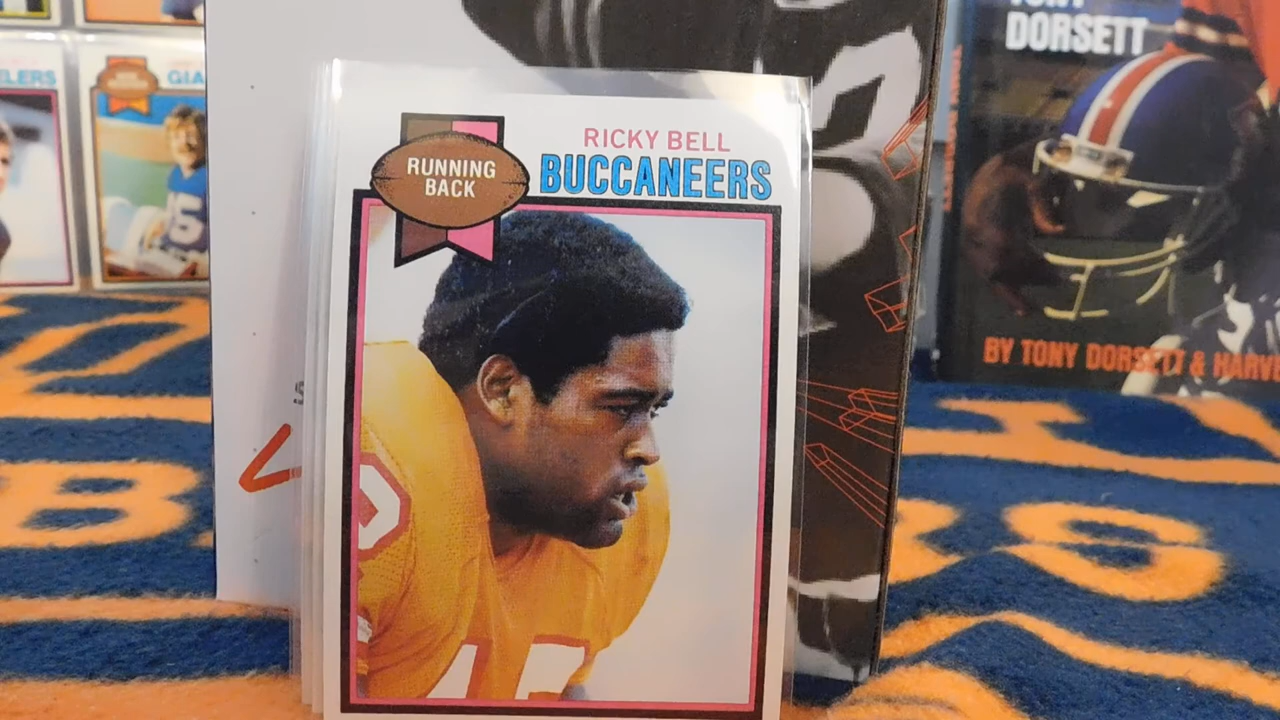 RICKY BELL
BUCCANEERS
RUNNING
BACK
DORSETT
BY TONY DORSETT & HARVE
ELERS
GIA